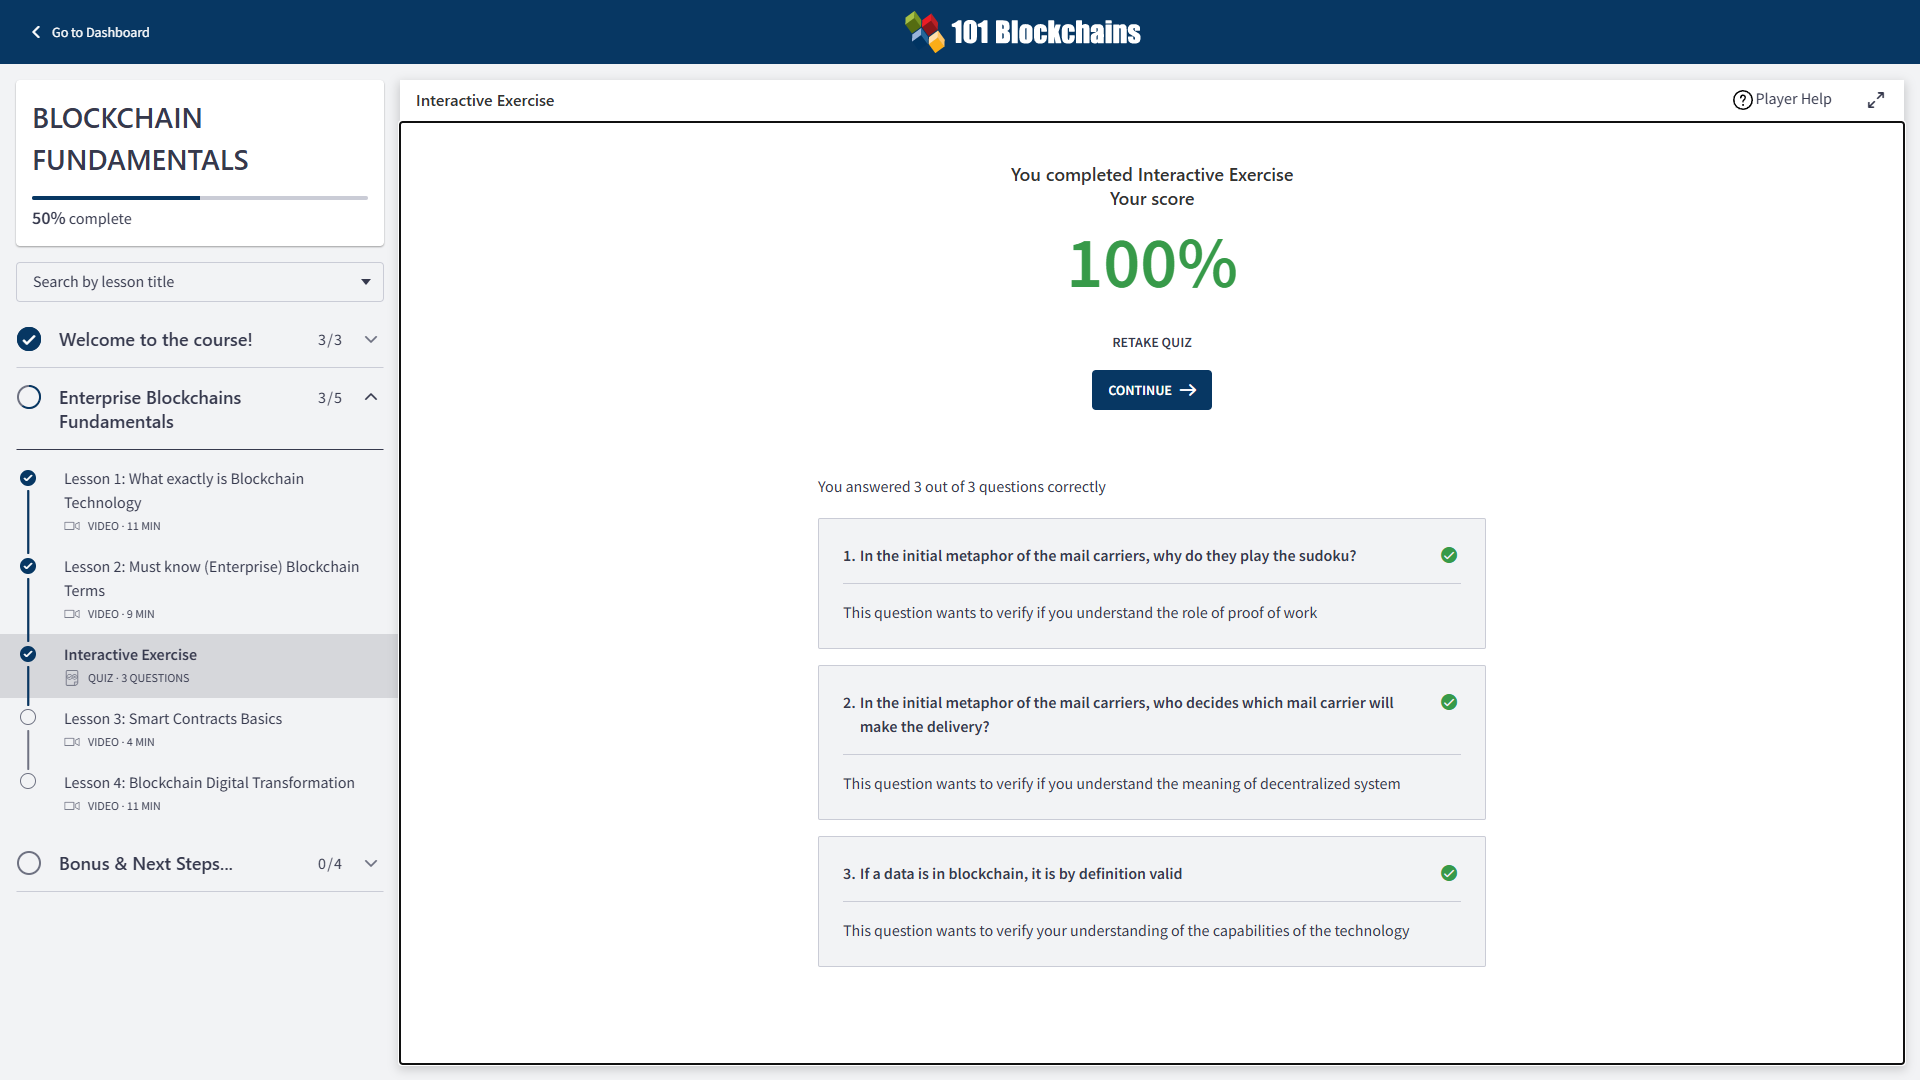 Go to Dashboard
101 Blockchains
BLOCKCHAIN
FUNDAMENTALS
50% complete
Search by lesson title
Welcome to the course!
3/3
Enterprise Blockchains
Fundamentals
3/5
Lesson 1: What exactly is Blockchain
Technology
VIDEO · 11 MIN
Lesson 2: Must know (Enterprise) Blockchain
Terms
VIDEO · 9 MIN
Interactive Exercise
QUIZ · 3 QUESTIONS
Lesson 3: Smart Contracts Basics
VIDEO · 4 MIN
Lesson 4: Blockchain Digital Transformation
VIDEO · 11 MIN
Bonus & Next Steps...
0/4
Interactive Exercise
Player Help
You completed Interactive Exercise
Your score
100%
RETAKE QUIZ
CONTINUE
You answered 3 out of 3 questions correctly
1. In the initial metaphor of the mail carriers, why do they play the sudoku?
This question wants to verify if you understand the role of proof of work
2. In the initial metaphor of the mail carriers, who decides which mail carrier will
make the delivery?
This question wants to verify if you understand the meaning of decentralized system
3. If a data is in blockchain, it is by definition valid
This question wants to verify your understanding of the capabilities of the technology